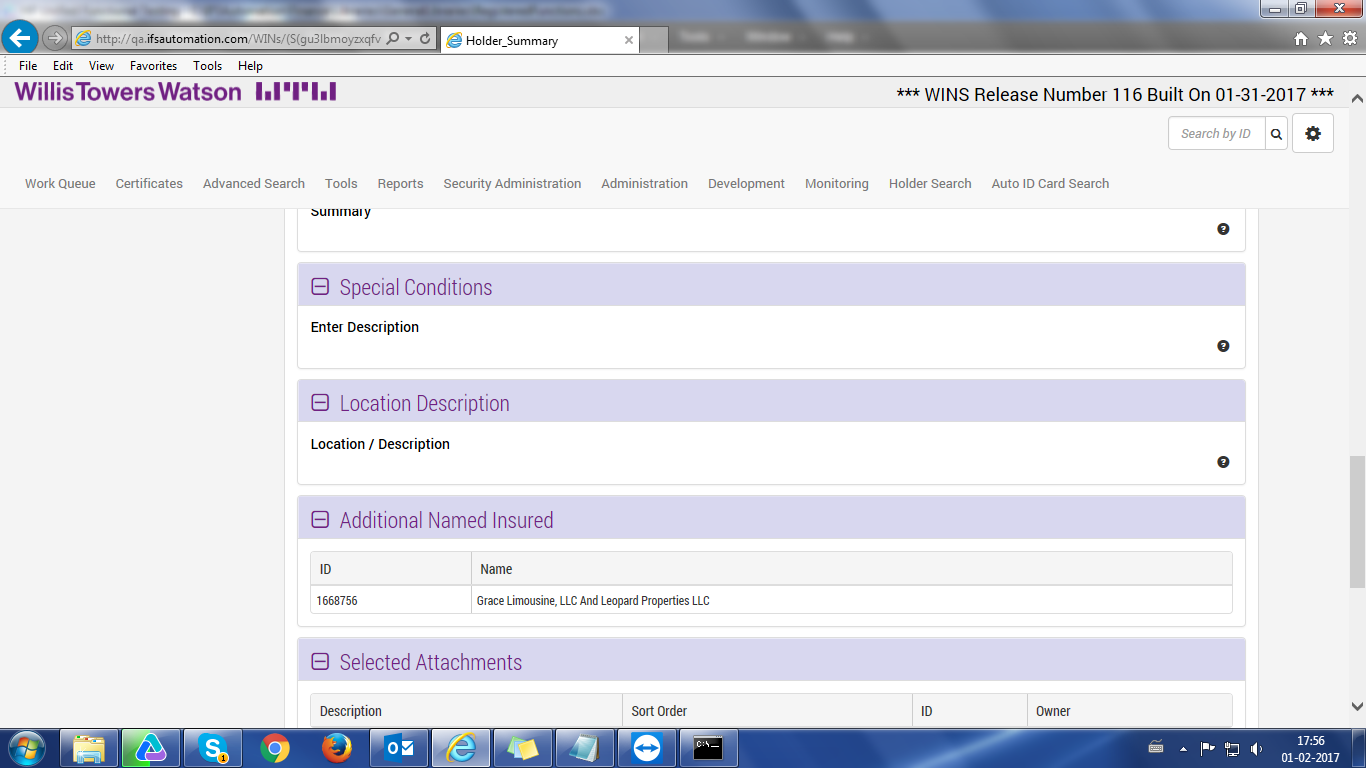 http://qa.ifsautomation.com/WINs/(S(gu3lbmoyzxqfv
Holder_Summary
File Edit View Favorites Tools Help
Willis Towers Watson
*** WINS Release Number 116 Built On 01-31-2017 ***
Search by ID
Work Queue Certificates Advanced Search Tools Reports Security Administration Administration Development Monitoring Holder Search Auto ID Card Search
Summary
Special Conditions
Enter Description
Location Description
Location / Description
Additional Named Insured
ID Name
1668756 Grace Limousine, LLC And Leopard Properties LLC
Selected Attachments
Description Sort Order ID Owner
17:56
01-02-2017